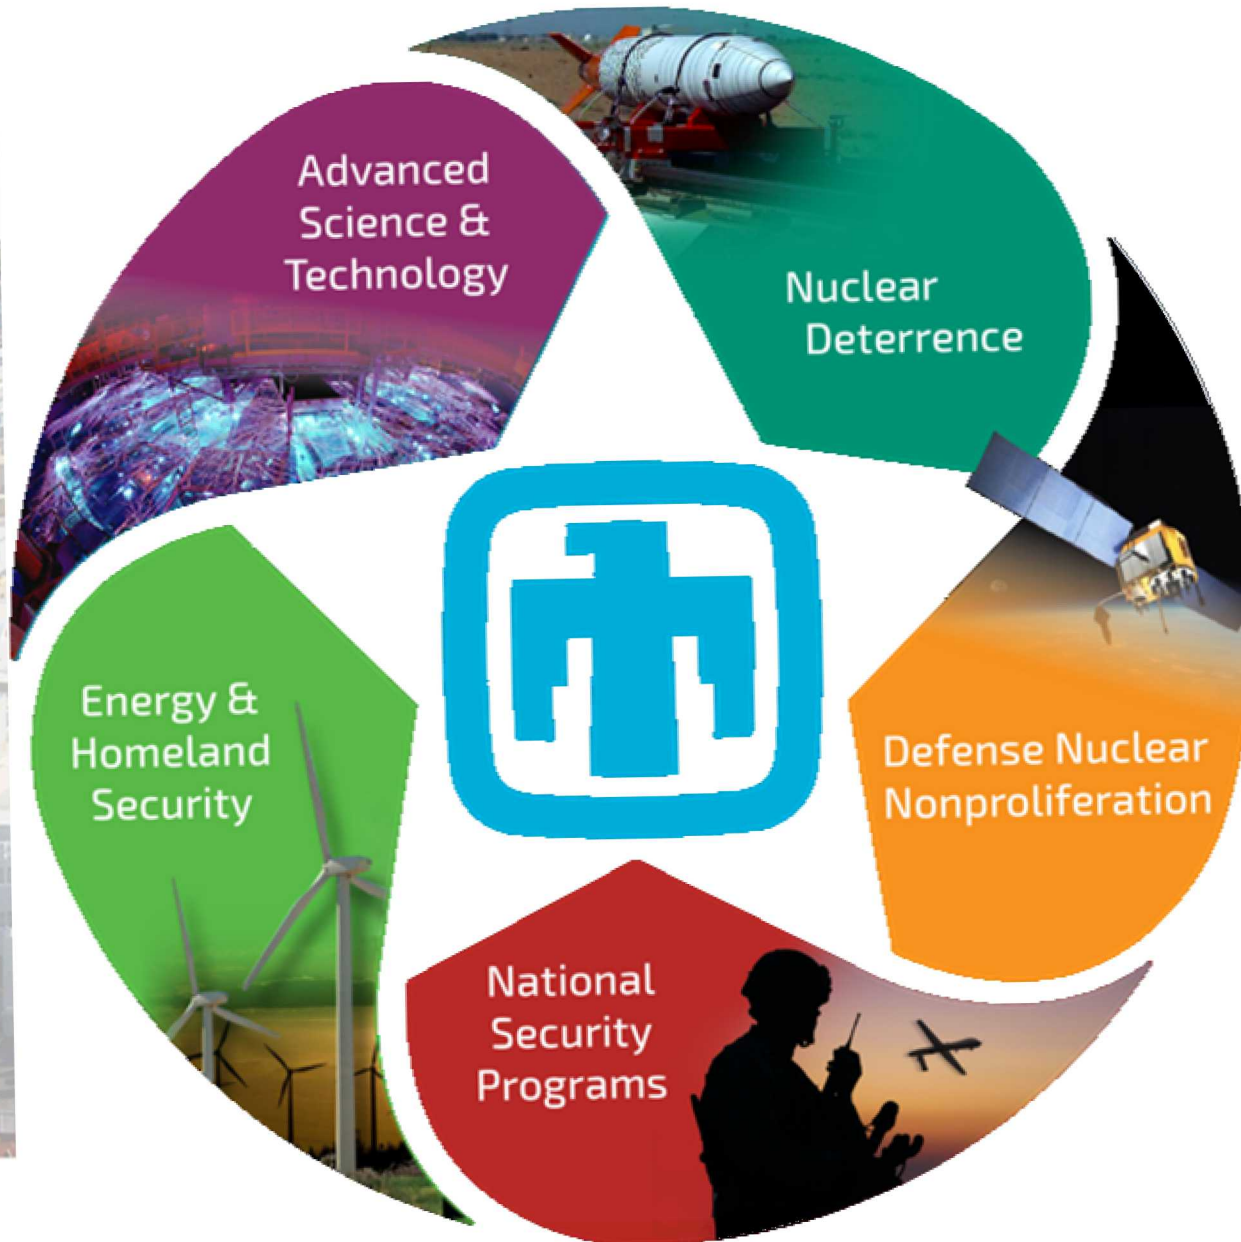 Advanced
Science &
Technology
Nuclear
Deterrence
Energy &
Homeland
Security
Defense Nuclear
Nonproliferation
National
Security
Programs